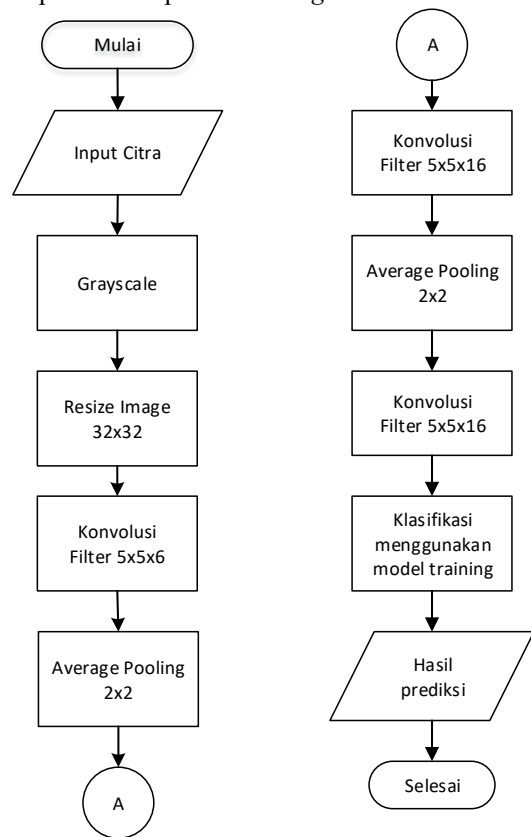 Mulai
Input Citra
Grayscale
Resize Image
32x32
Konvolusi
Filter 5x5x6
Average Pooling
2x2
A
A
Konvolusi
Filter 5x5x16
Average Pooling
2x2
Konvolusi
Filter 5x5x16
Klasifikasi
menggunakan
model training
Hasil
prediksi
Selesai